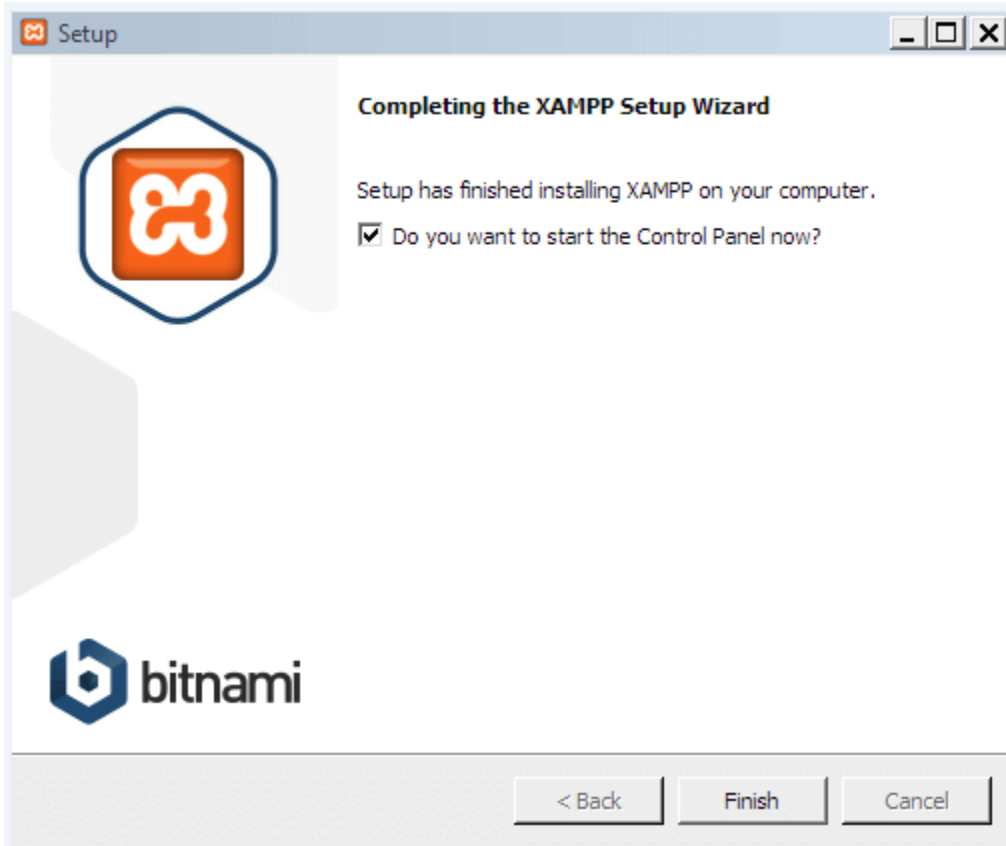 Setup
Completing the XAMPP Setup Wizard
Setup has finished installing XAMPP on your computer.
Do you want to start the Control Panel now?
bitnami
< Back
Finish
Cancel